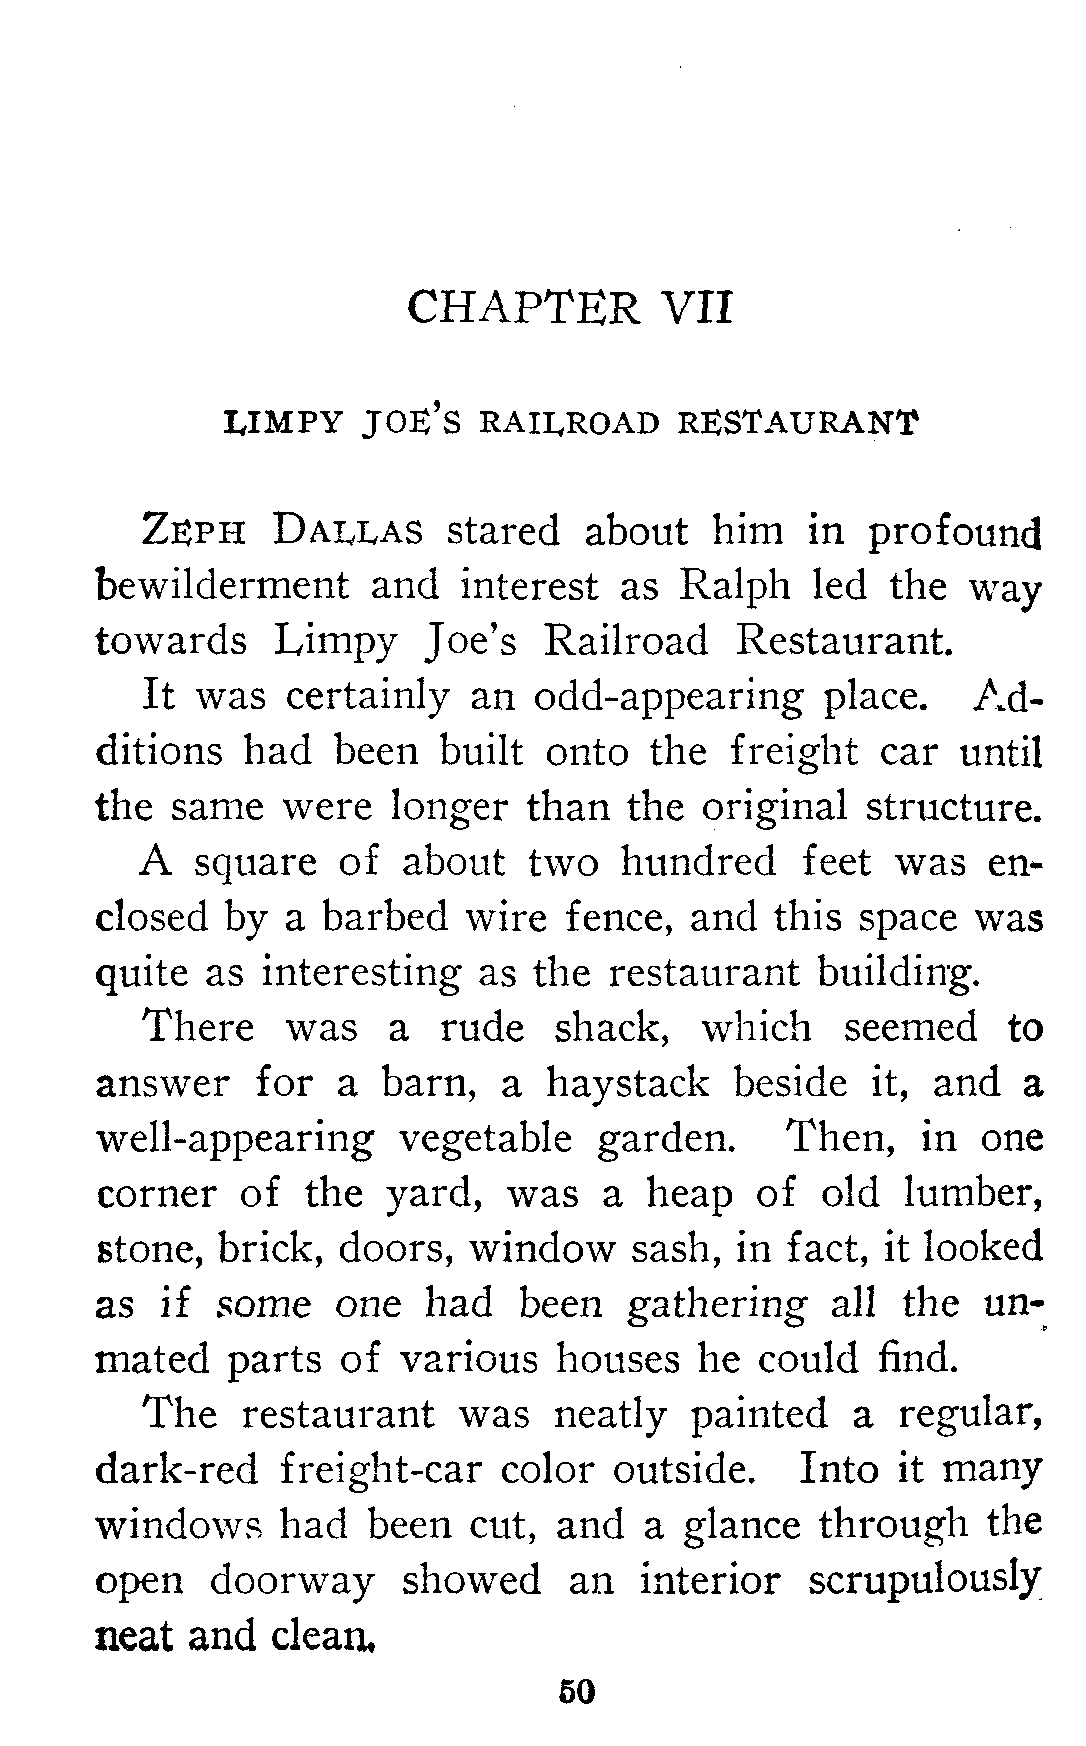 CHAPTER VII
LIMPY JOE'S RAILROAD RESTAURANT
ZEPH DALLAS stared about him in profound
bewilderment and interest as Ralph led the way
towards Limpy Joe's Railroad Restaurant.
It was certainly an odd-appearing place. Ad-
ditions had been built onto the freight car until
the same were longer than the original structure.
A square of about two hundred feet was en-
closed by a barbed wire fence, and this space was
quite as interesting as the restaurant building.
There was a rude shack, which seemed to
answer for a barn, a haystack beside it, and a
well-appearing vegetable garden. Then, in one
corner of the yard, was a heap of old lumber,
stone, brick, doors, window sash, in fact, it looked
as if some one had been gathering all the un-
mated parts of various houses he could find.
The restaurant was neatly painted a regular,
dark-red freight-car color outside. Into it many
windows had been cut, and a glance through the
open doorway showed an interior scrupulously
neat and clean.
50